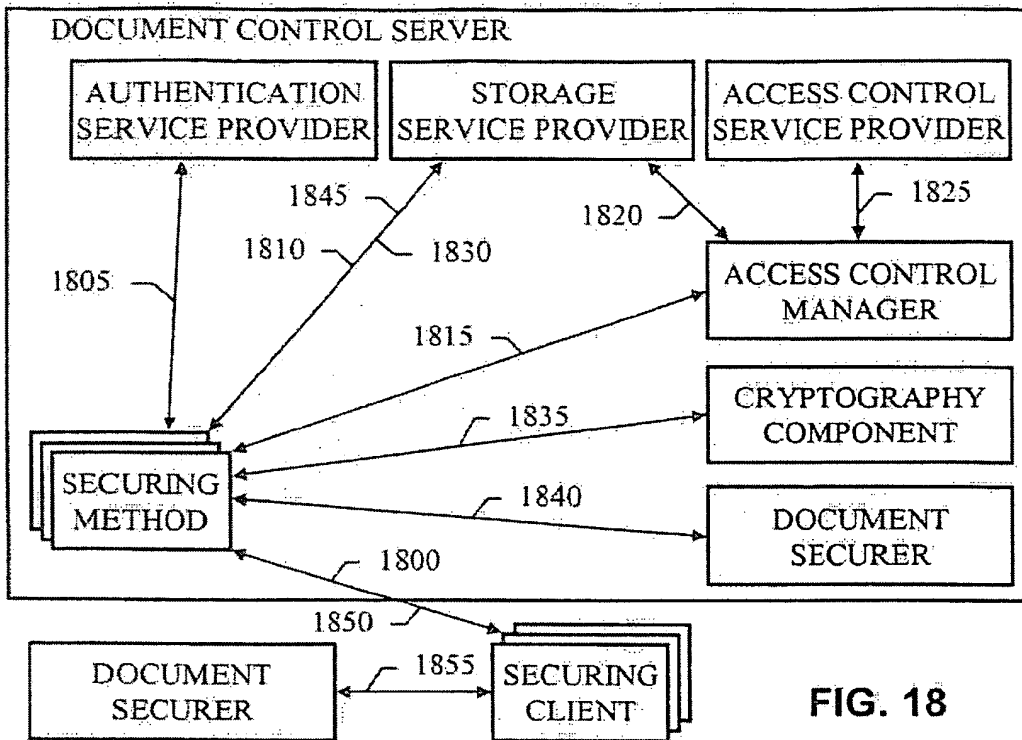 DOCUMENT CONTROL SERVER
AUTHENTICATION
SERVICE PROVIDER
STORAGE
SERVICE PROVIDER
ACCESS CONTROL
SERVICE PROVIDER
1845
1810
1830
1820
1825
1805
ACCESS CONTROL
MANAGER
1815
CRYPTOGRAPHY
COMPONENT
1835
SECURING
METHOD
1840
DOCUMENT
SECURER
1800
1850
DOCUMENT
SECURER
1855
SECURING
CLIENT
FIG. 18